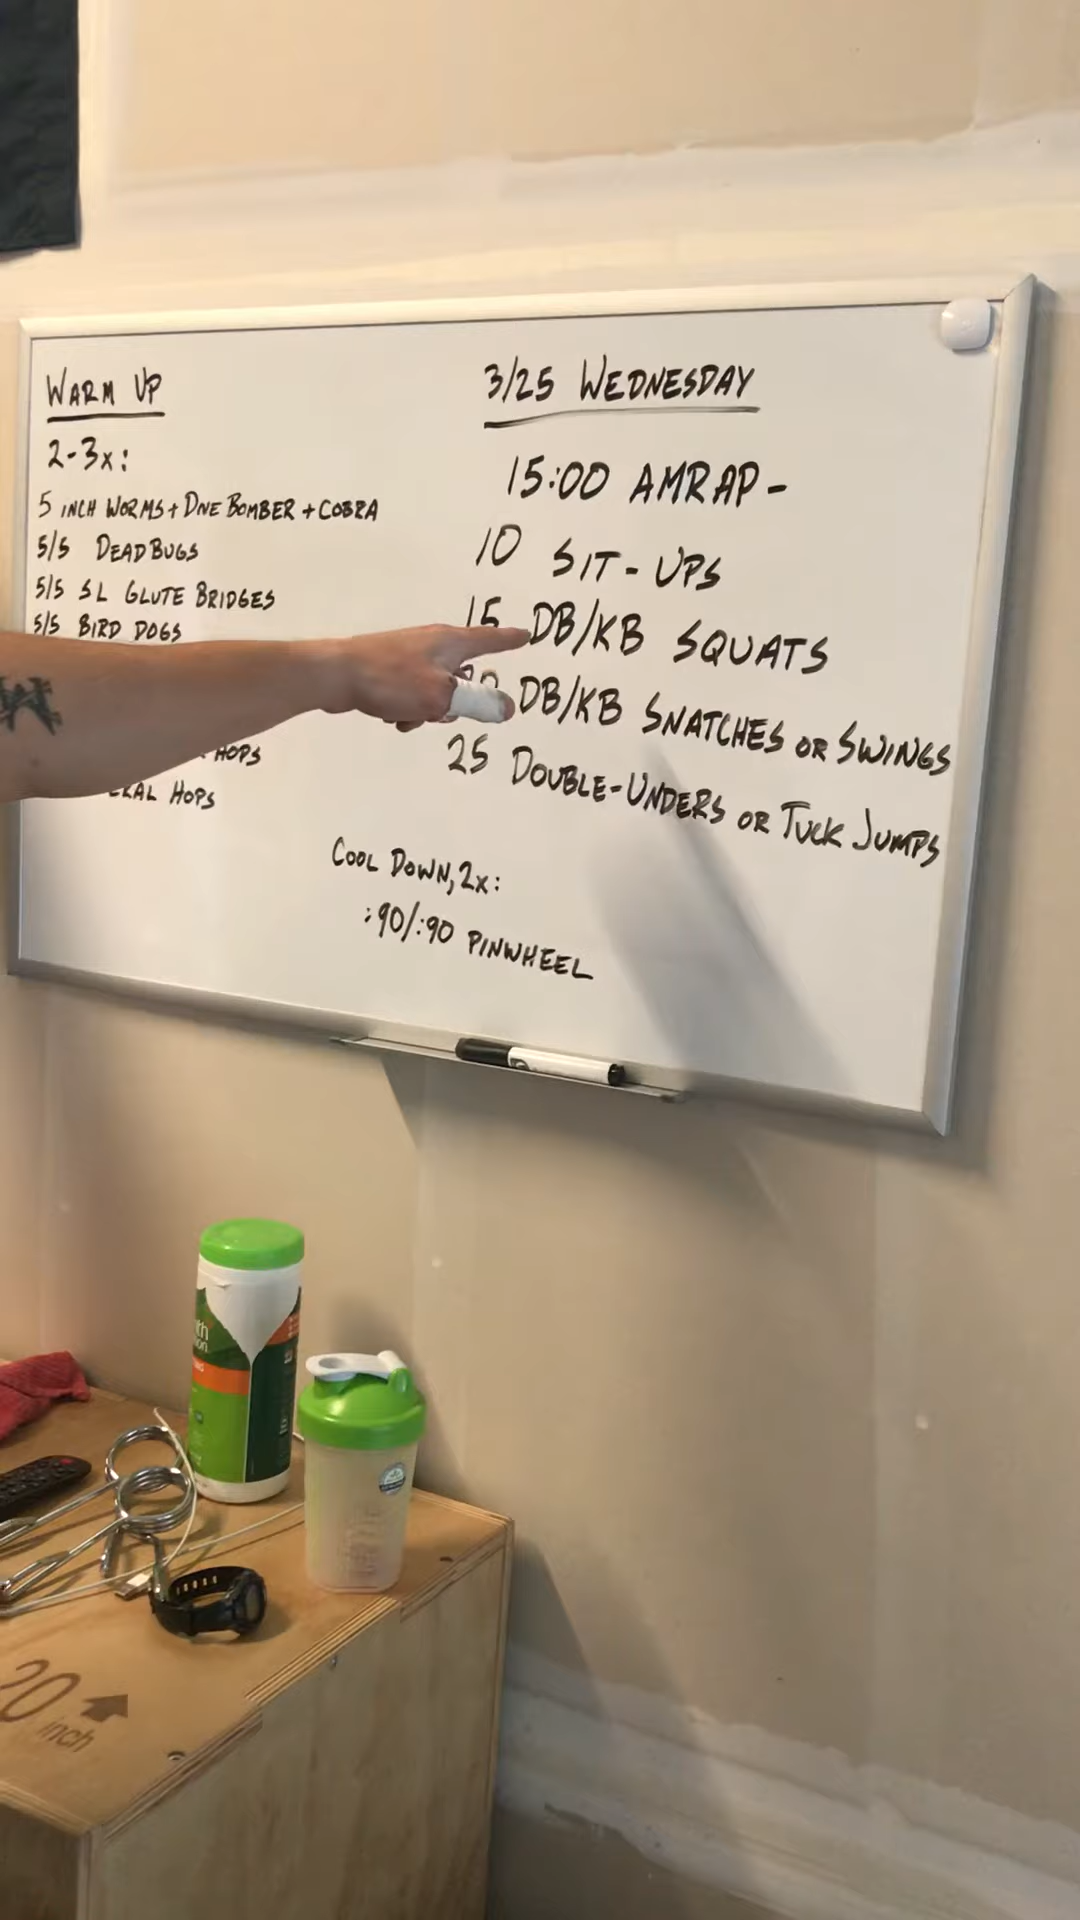 WARM UP
2-3x:
5 INCH WORMS + DIVE BOMBER + COBRA
5/5 DEADBUGS
5/5 SL GLUTE BRIDGES
5/5 BIRD DOGS
HOPS
HOPS
3/25 WEDNESDAY
15:00 AMRAP -
10 SIT-UPS
15 DB/KB SQUATS
DB/KB SNATCHES OR SWINGS
25 DOUBLE-UNDERS OR TUCK JUMPS
COOL DOWN, 2x:
:90/:90 PINWHEEL
20
inch